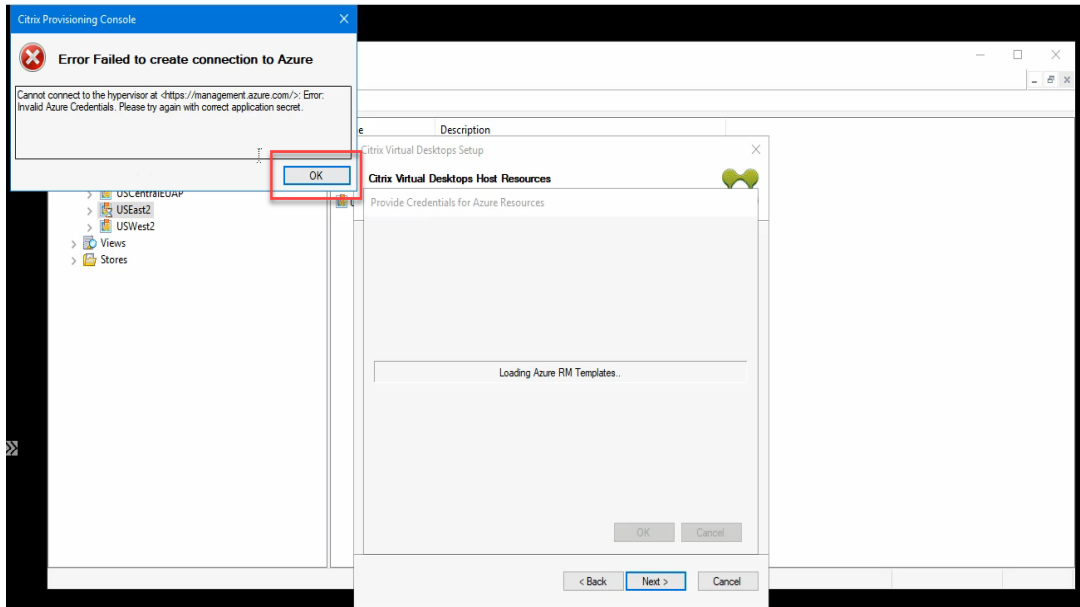 Citrix Provisioning Console
Error Failed to create connection to Azure
Cannot connect to the hypervisor at <https://management.azure.com/>: Error:
Invalid Azure Credentials. Please try again with correct application secret.
OK
Description
Citrix Virtual Desktops Setup
Citrix Virtual Desktops Host Resources
Provide Credentials for Azure Resources
USCentralEUAP
USEast2
USWest2
Views
Stores
Loading Azure RM Templates..
OK Cancel
< Back Next > Cancel